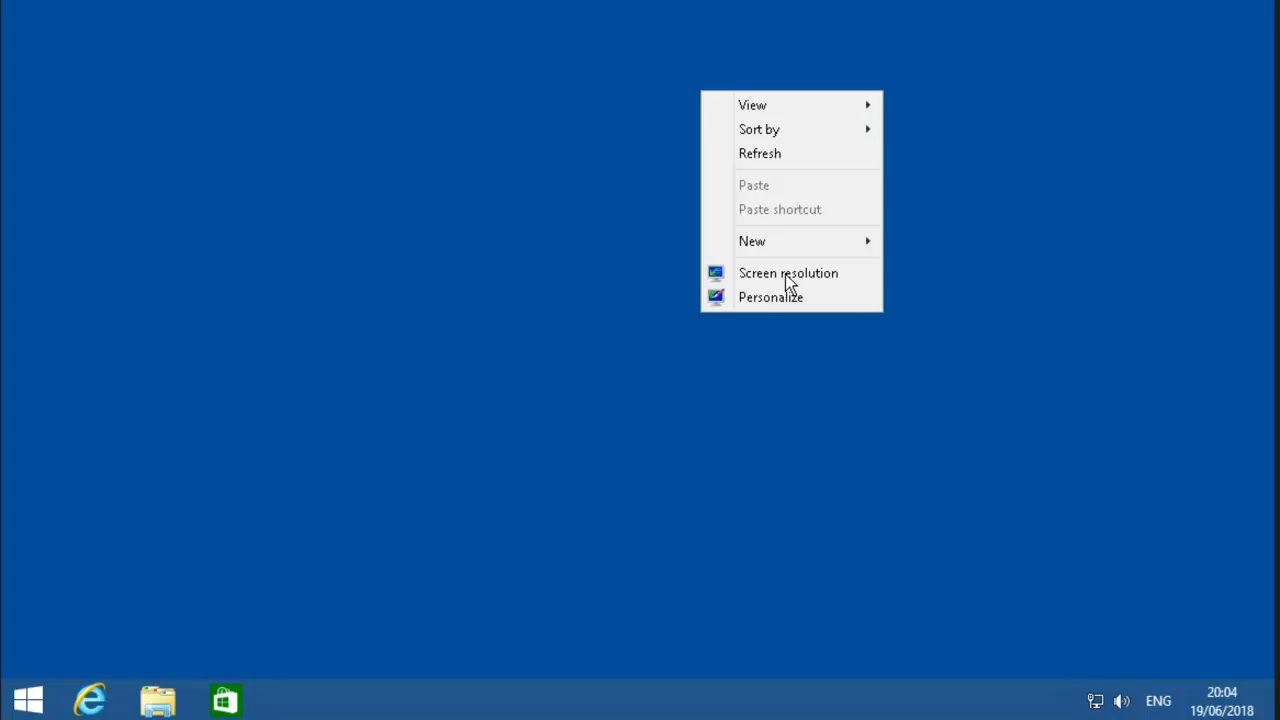 View
Sort by
Refresh
Paste
Paste shortcut
New
Screen resolution
Personalize
ENG
20:04
19/06/2018